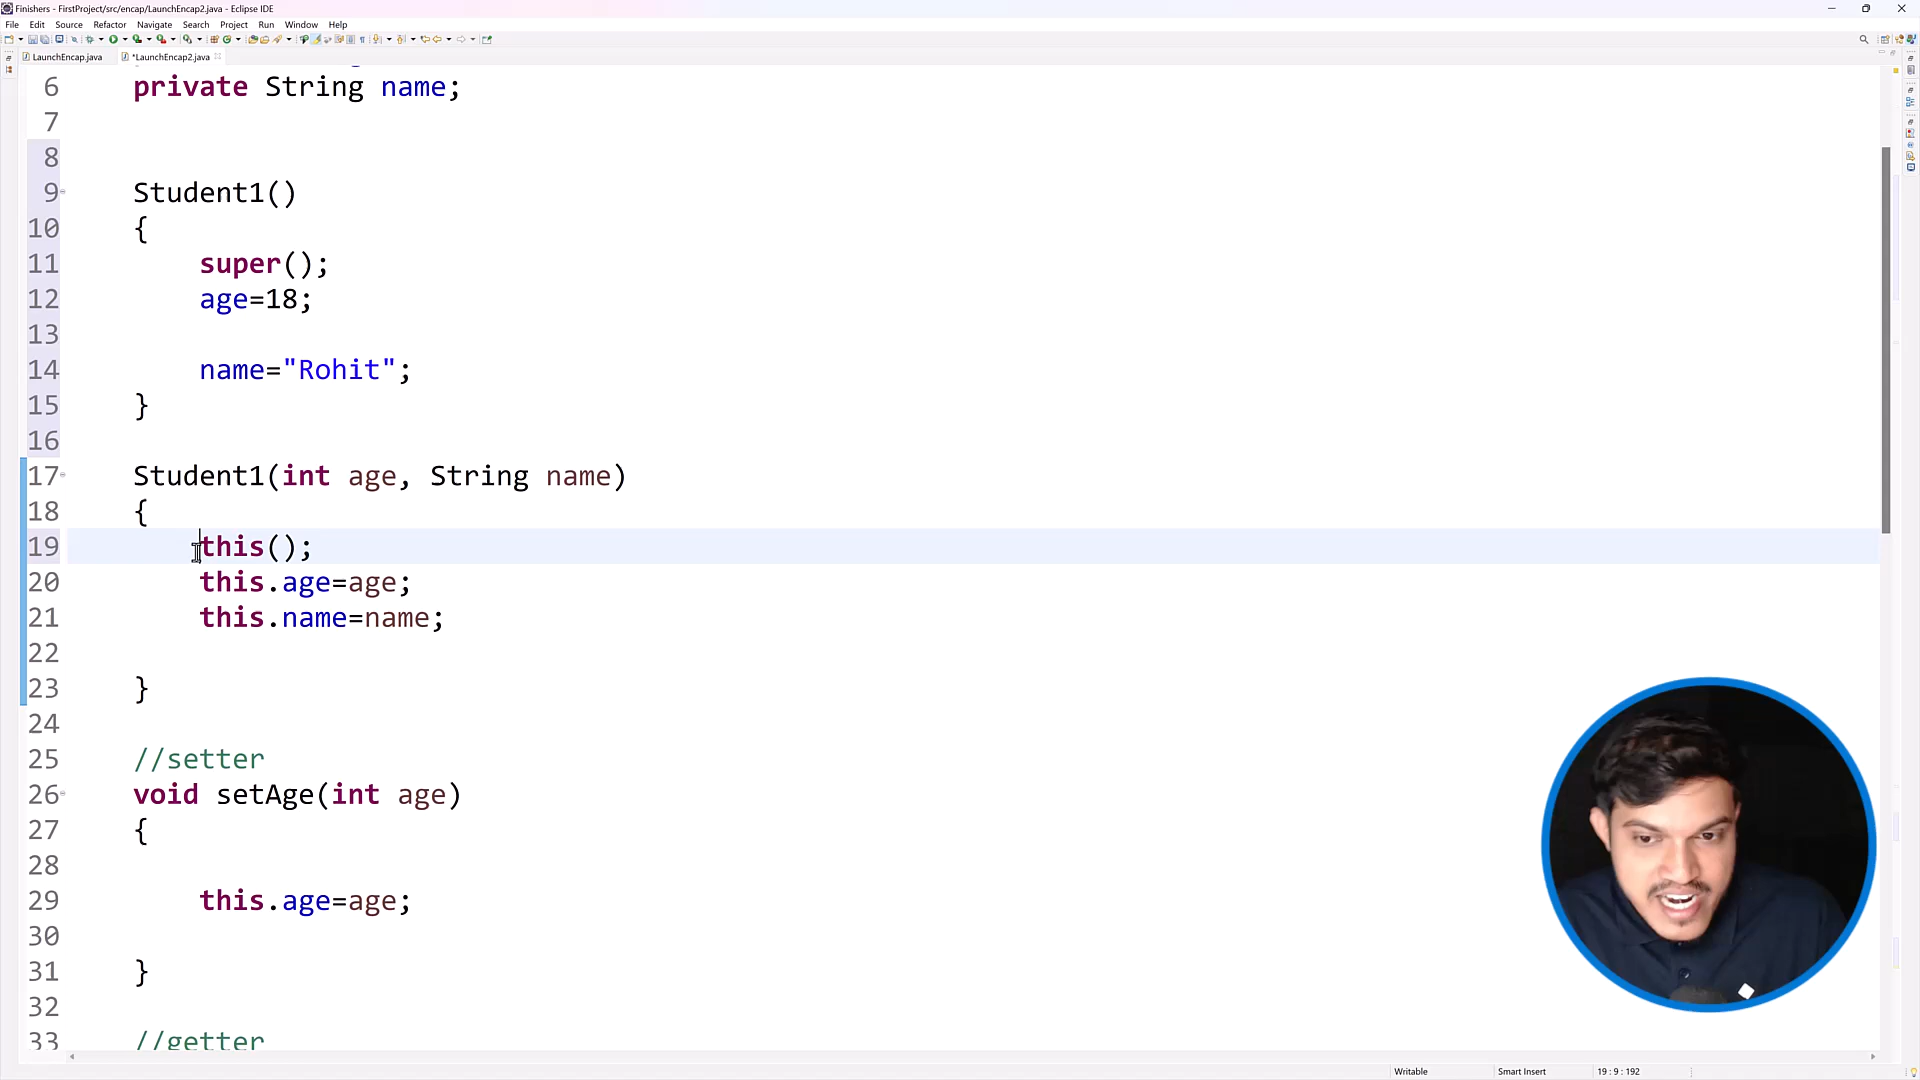 Finishers - FirstProject/src/encap/LaunchEncap2.java - Eclipse IDE
File Edit Source Refactor Navigate Search Project Run Window Help
LaunchEncap.java *LaunchEncap2.java
6 private String name;
7
8
9 Student1()
10 {
11 super();
12 age=18;
13
14 name="Rohit";
15 }
16
17 Student1(int age, String name)
18 {
19 this();
20 this.age=age;
21 this.name=name;
22
23 }
24
25 //setter
26 void setAge(int age)
27 {
28
29 this.age=age;
30
31 }
32
33 //getter
Writable Smart Insert 19 : 9 : 192